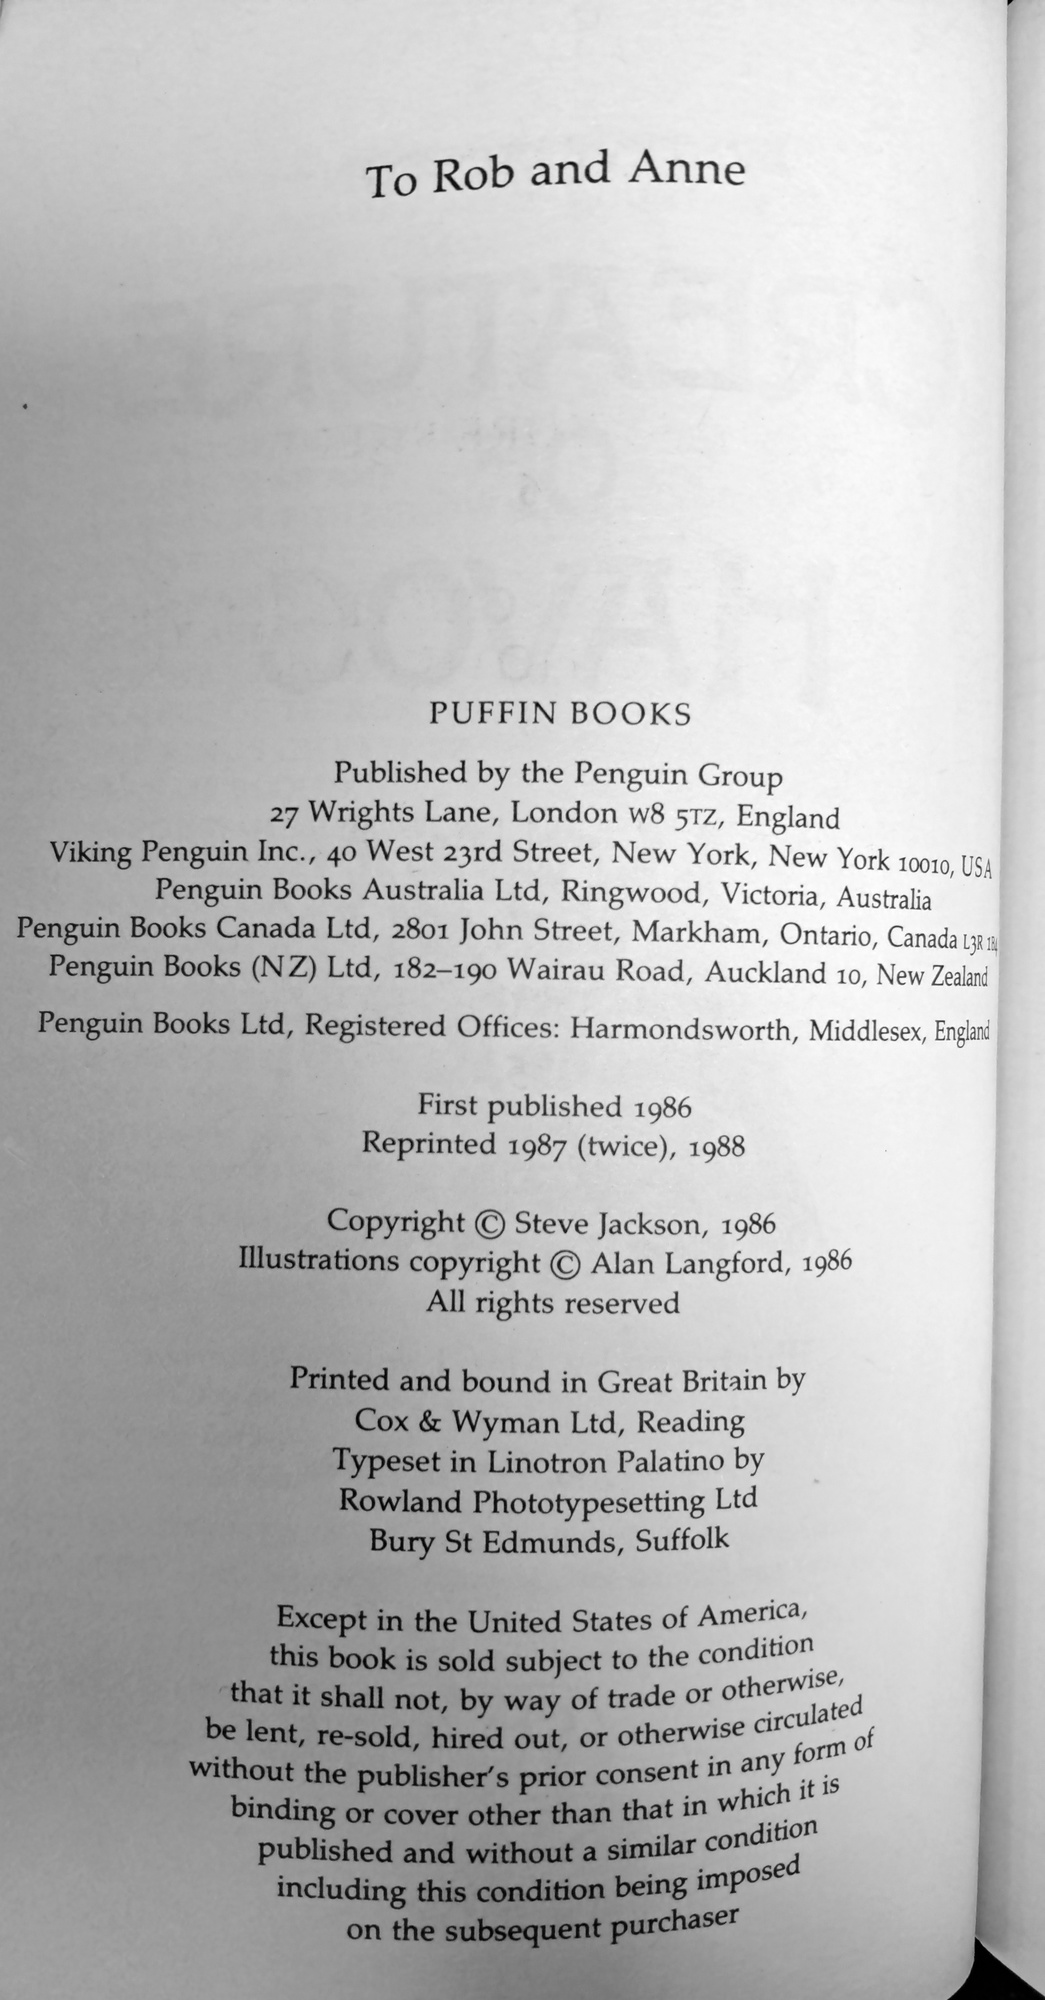 To Rob and Anne
PUFFIN BOOKS
Published by the Penguin Group
27 Wrights Lane, London W8 5TZ, England
Viking Penguin Inc., 40 West 23rd Street, New York, New York 10010, USA
Penguin Books Australia Ltd, Ringwood, Victoria, Australia
Penguin Books Canada Ltd, 2801 John Street, Markham, Ontario, Canada L3R 1B4
Penguin Books (NZ) Ltd, 182–190 Wairau Road, Auckland 10, New Zealand
Penguin Books Ltd, Registered Offices: Harmondsworth, Middlesex, England
First published 1986
Reprinted 1987 (twice), 1988
Copyright © Steve Jackson, 1986
Illustrations copyright © Alan Langford, 1986
All rights reserved
Printed and bound in Great Britain by
Cox & Wyman Ltd, Reading
Typeset in Linotron Palatino by
Rowland Phototypesetting Ltd
Bury St Edmunds, Suffolk
Except in the United States of America,
this book is sold subject to the condition
that it shall not, by way of trade or otherwise,
be lent, re-sold, hired out, or otherwise circulated
without the publisher's prior consent in any form of
binding or cover other than that in which it is
published and without a similar condition
including this condition being imposed
on the subsequent purchaser